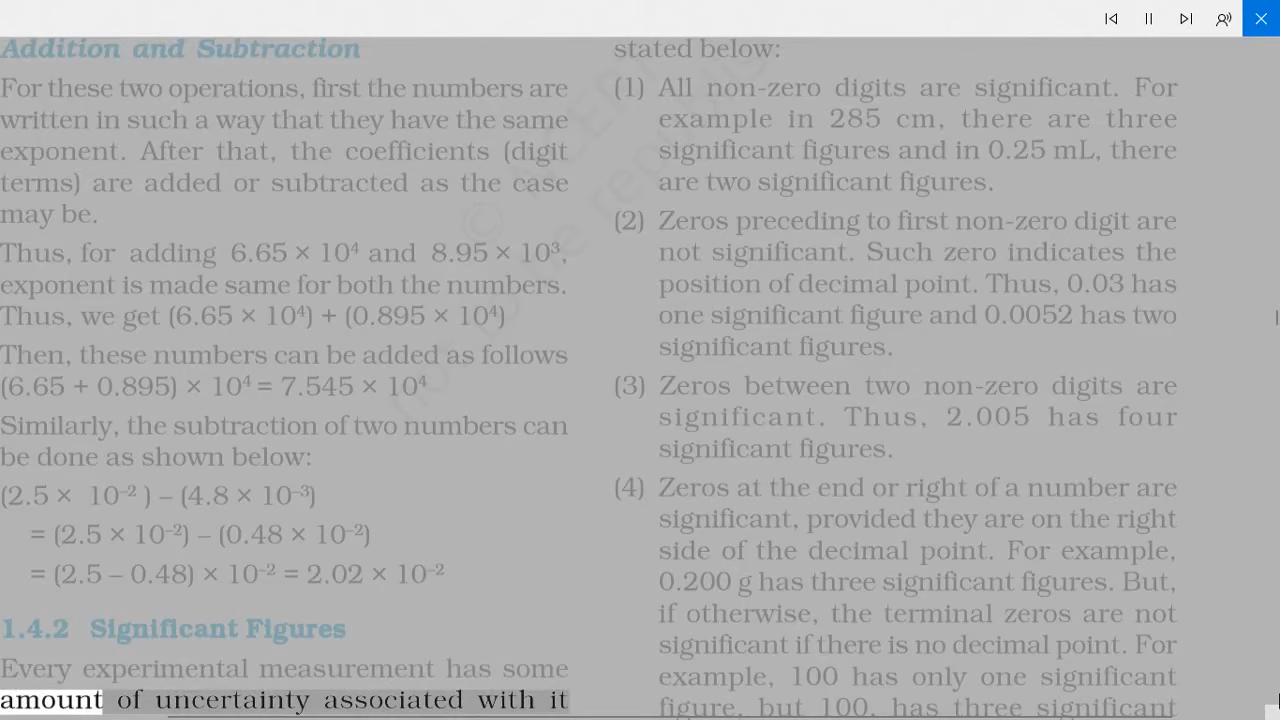 Addition and Subtraction
For these two operations, first the numbers are
written in such a way that they have the same
exponent. After that, the coefficients (digit
terms) are added or subtracted as the case
may be.
Thus, for adding 6.65 × 10⁴ and 8.95 × 10³,
exponent is made same for both the numbers.
Thus, we get (6.65 × 10⁴) + (0.895 × 10⁴)
Then, these numbers can be added as follows
(6.65 + 0.895) × 10⁴ = 7.545 × 10⁴
Similarly, the subtraction of two numbers can
be done as shown below:
(2.5 × 10⁻² ) – (4.8 × 10⁻³)
= (2.5 × 10⁻²) – (0.48 × 10⁻²)
= (2.5 – 0.48) × 10⁻² = 2.02 × 10⁻²
1.4.2 Significant Figures
Every experimental measurement has some
amount of uncertainty associated with it
stated below:
(1) All non-zero digits are significant. For
example in 285 cm, there are three
significant figures and in 0.25 mL, there
are two significant figures.
(2) Zeros preceding to first non-zero digit are
not significant. Such zero indicates the
position of decimal point. Thus, 0.03 has
one significant figure and 0.0052 has two
significant figures.
(3) Zeros between two non-zero digits are
significant. Thus, 2.005 has four
significant figures.
(4) Zeros at the end or right of a number are
significant, provided they are on the right
side of the decimal point. For example,
0.200 g has three significant figures. But,
if otherwise, the terminal zeros are not
significant if there is no decimal point. For
example, 100 has only one significant
figure, but 100. has three significant
© NCERT
not to be republis